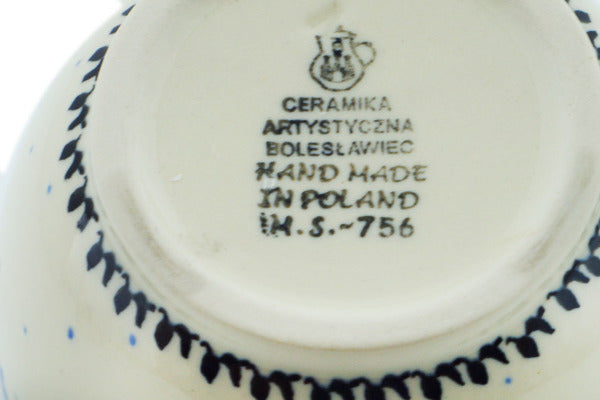 CERAMIKA
ARTYSTYCZNA
BOLESŁAWIEC
HAND MADE
IN POLAND
M.S.~756